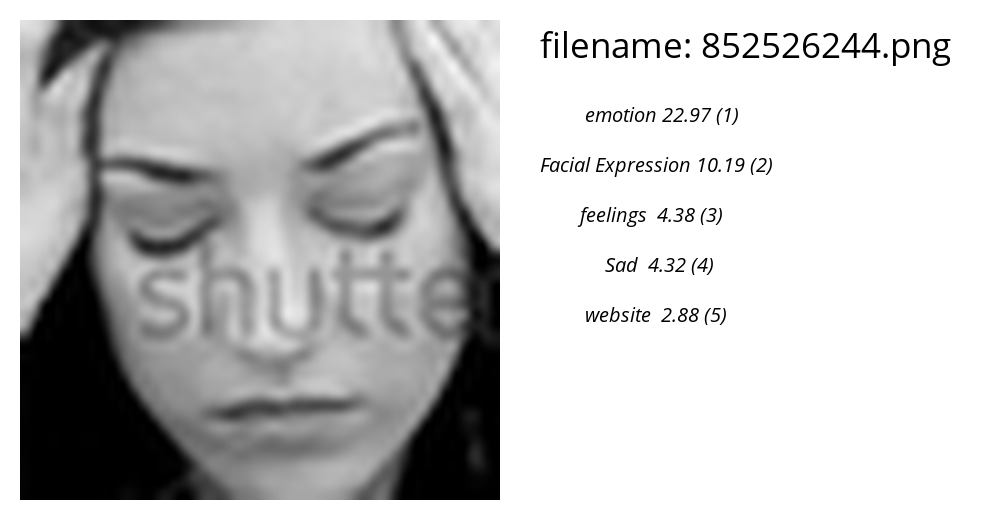 filename: 852526244.png
emotion 22.97 (1)
Facial Expression 10.19 (2)
feelings 4.38 (3)
Sad 4.32 (4)
website 2.88 (5)
shutter